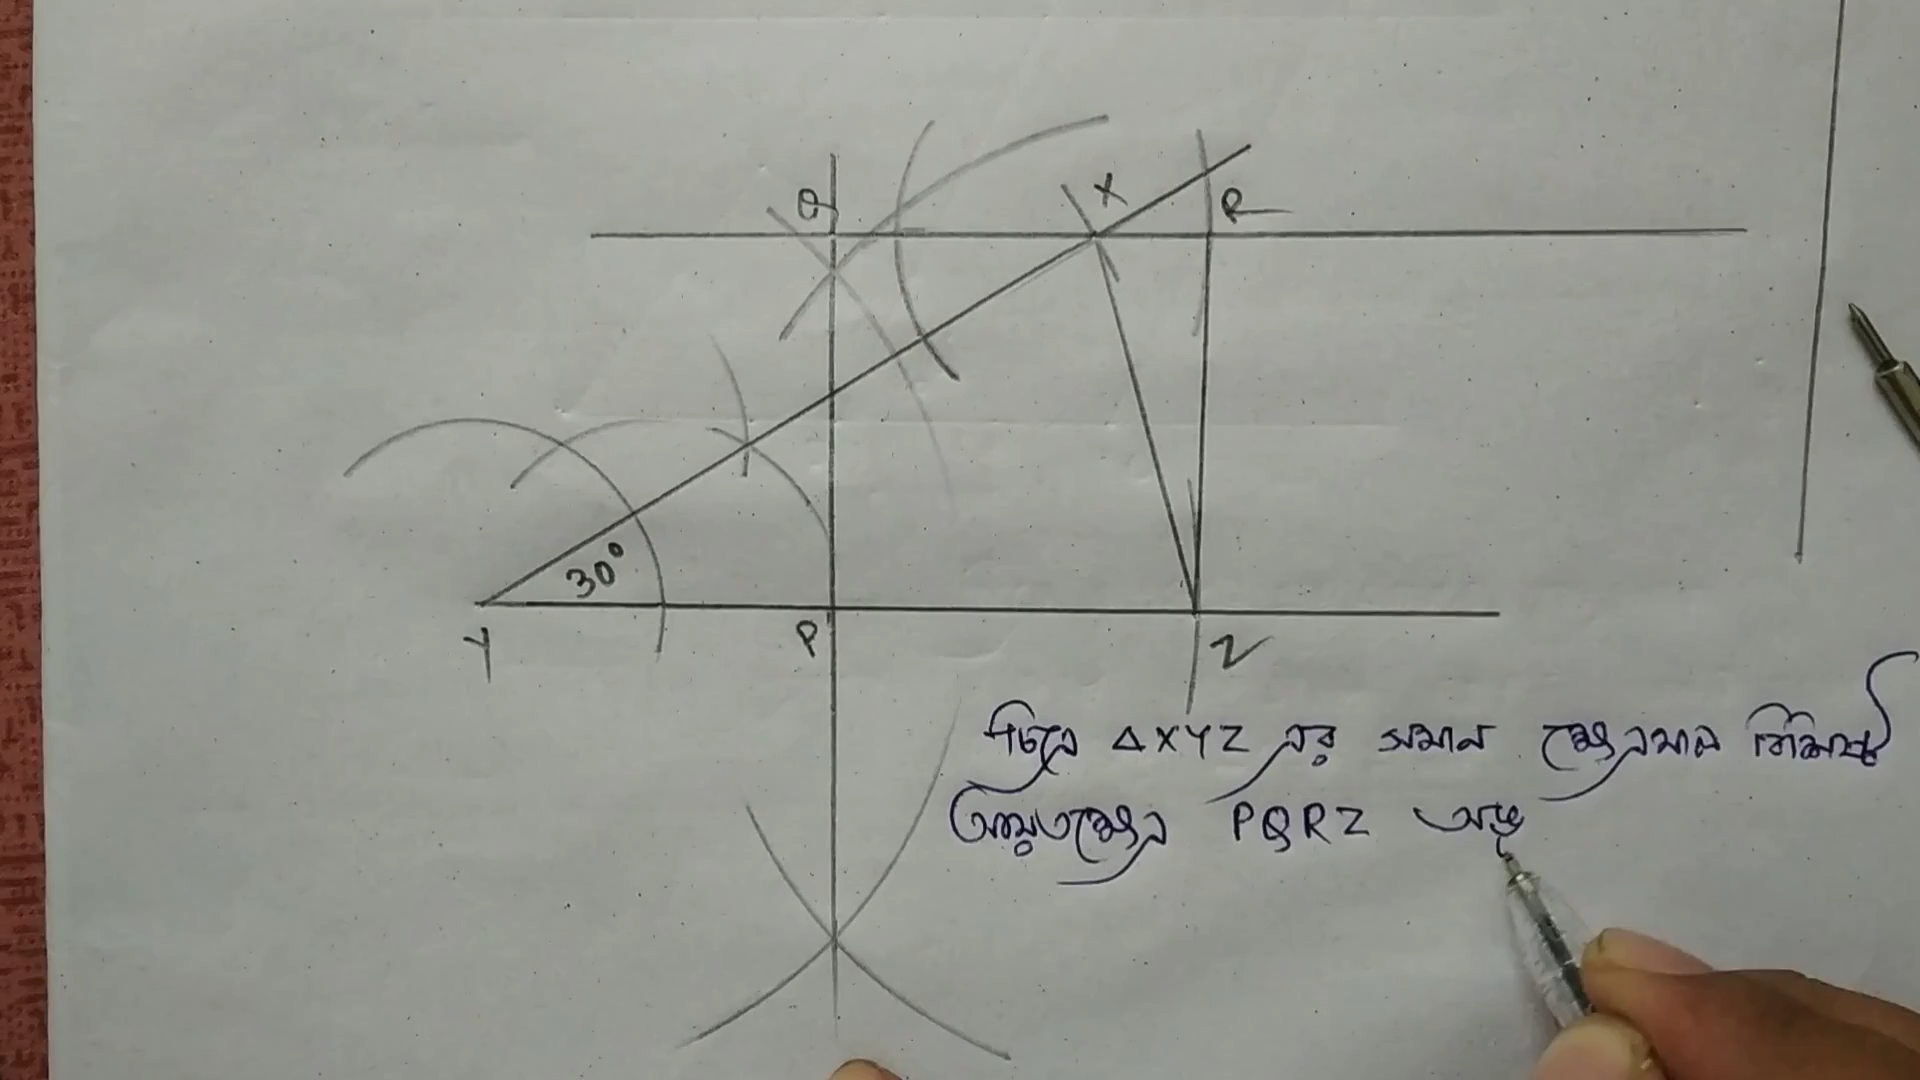 Q X R
30°
Y P Z
চিত্রে ΔXYZ এর সমান ক্ষেত্রফল বিশিষ্ট
আয়তক্ষেত্র PQRZ অঙ্ক